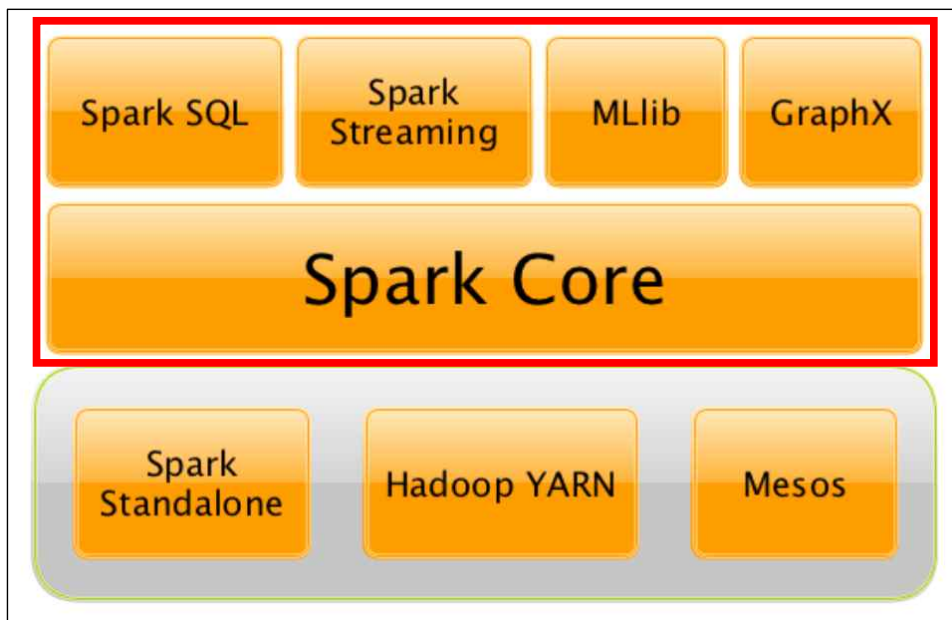 Spark SQL
Spark
Streaming
MLlib
GraphX
Spark Core
Spark
Standalone
Hadoop YARN
Mesos